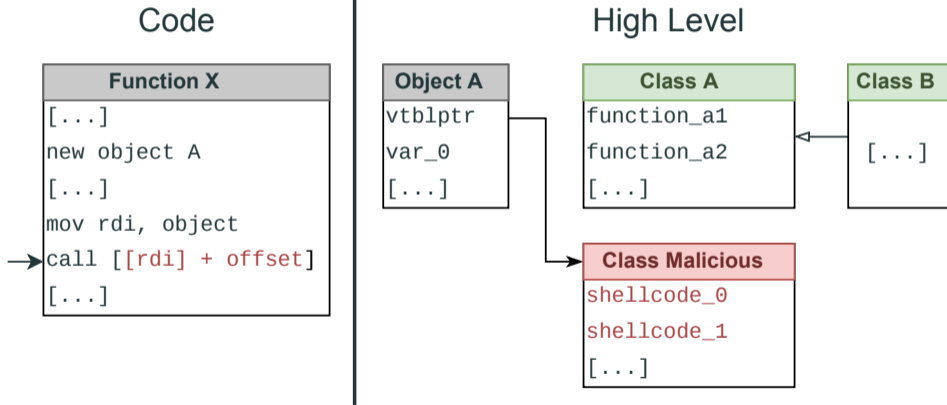 Code
Function X
[...]
new object A
[...]
mov rdi, object
call [[rdi] + offset]
[...]
High Level
Object A
vtblptr
var_0
[...]
Class A
function_a1
function_a2
[...]
Class B
[...]
Class Malicious
shellcode_0
shellcode_1
[...]